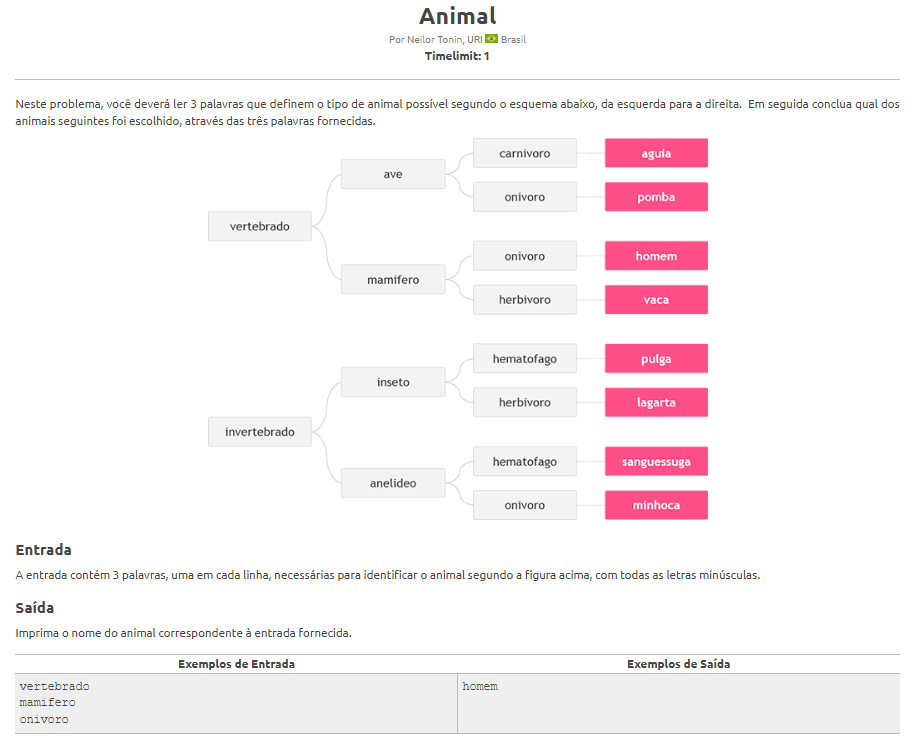 Animal
Por Neilor Tonin, URI Brasil
Timelimit: 1
Neste problema, você deverá ler 3 palavras que definem o tipo de animal possível segundo o esquema abaixo, da esquerda para a direita. Em seguida conclua qual dos
animais seguintes foi escolhido, através das três palavras fornecidas.
carnivoro aguia
ave
onivoro pomba
vertebrado
onivoro homem
mamifero
herbivoro vaca
hematofago pulga
inseto
herbivoro lagarta
invertebrado
hematofago sanguessuga
anelideo
onivoro minhoca
Entrada
A entrada contém 3 palavras, uma em cada linha, necessárias para identificar o animal segundo a figura acima, com todas as letras minúsculas.
Saída
Imprima o nome do animal correspondente à entrada fornecida.
Exemplos de Entrada Exemplos de Saída
vertebrado homem
mamifero
onivoro